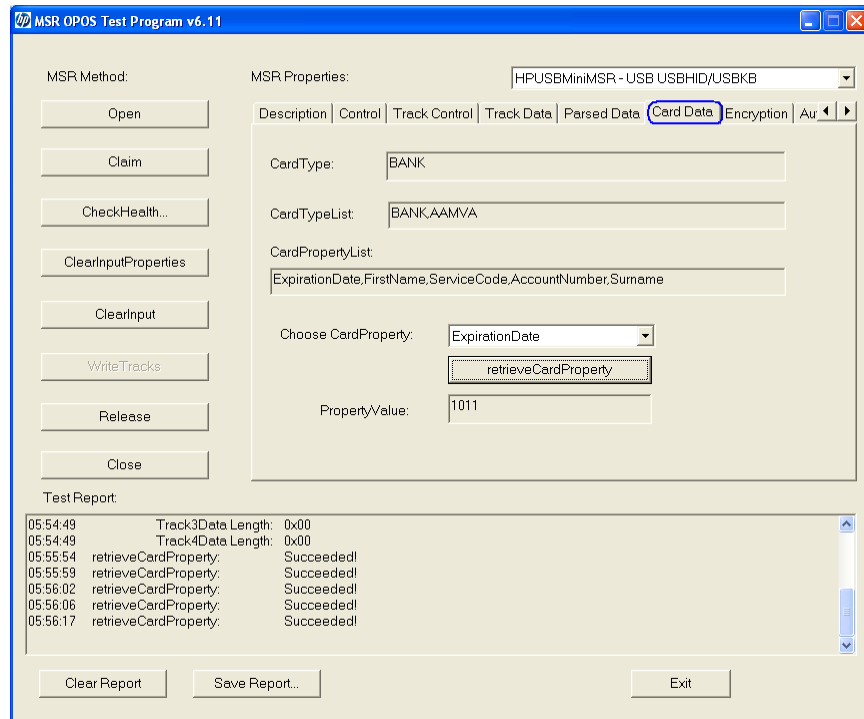 MSR OPOS Test Program v6.11
MSR Method:
MSR Properties:
HPUSBMiniMSR - USB USBHID/USBKB
Open
Claim
CheckHealth...
ClearInputProperties
ClearInput
WriteTracks
Release
Close
Description Control Track Control Track Data Parsed Data Card Data Encryption Au
CardType: BANK
CardTypeList: BANK,AAMVA
CardPropertyList:
ExpirationDate,FirstName,ServiceCode,AccountNumber,Surname
Choose CardProperty: ExpirationDate
retrieveCardProperty
PropertyValue: 1011
Test Report:
05:54:49 Track3Data Length: 0x00
05:54:49 Track4Data Length: 0x00
05:55:54 retrieveCardProperty: Succeeded!
05:55:59 retrieveCardProperty: Succeeded!
05:56:02 retrieveCardProperty: Succeeded!
05:56:06 retrieveCardProperty: Succeeded!
05:56:17 retrieveCardProperty: Succeeded!
Clear Report Save Report... Exit